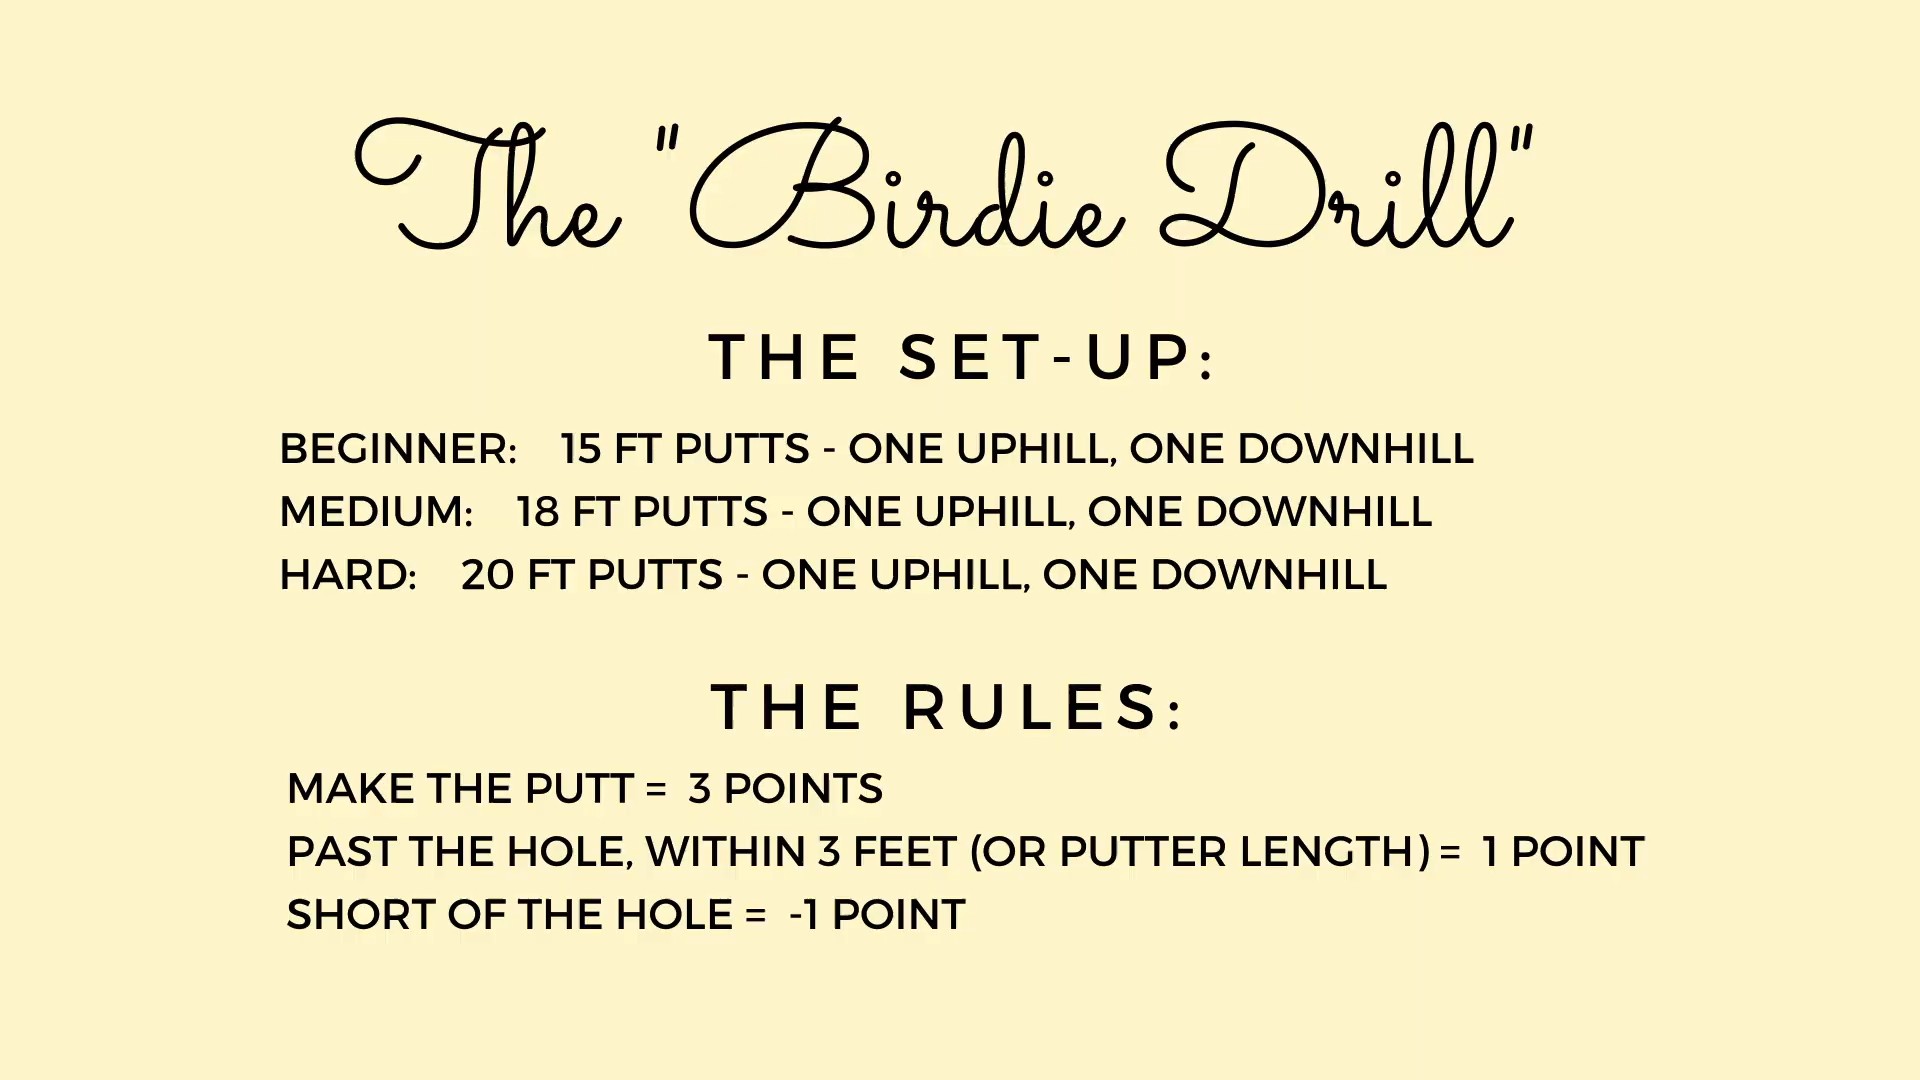 The "Birdie Drill"
THE SET-UP:
BEGINNER: 15 FT PUTTS - ONE UPHILL, ONE DOWNHILL
MEDIUM: 18 FT PUTTS - ONE UPHILL, ONE DOWNHILL
HARD: 20 FT PUTTS - ONE UPHILL, ONE DOWNHILL
THE RULES:
MAKE THE PUTT = 3 POINTS
PAST THE HOLE, WITHIN 3 FEET (OR PUTTER LENGTH) = 1 POINT
SHORT OF THE HOLE = -1 POINT